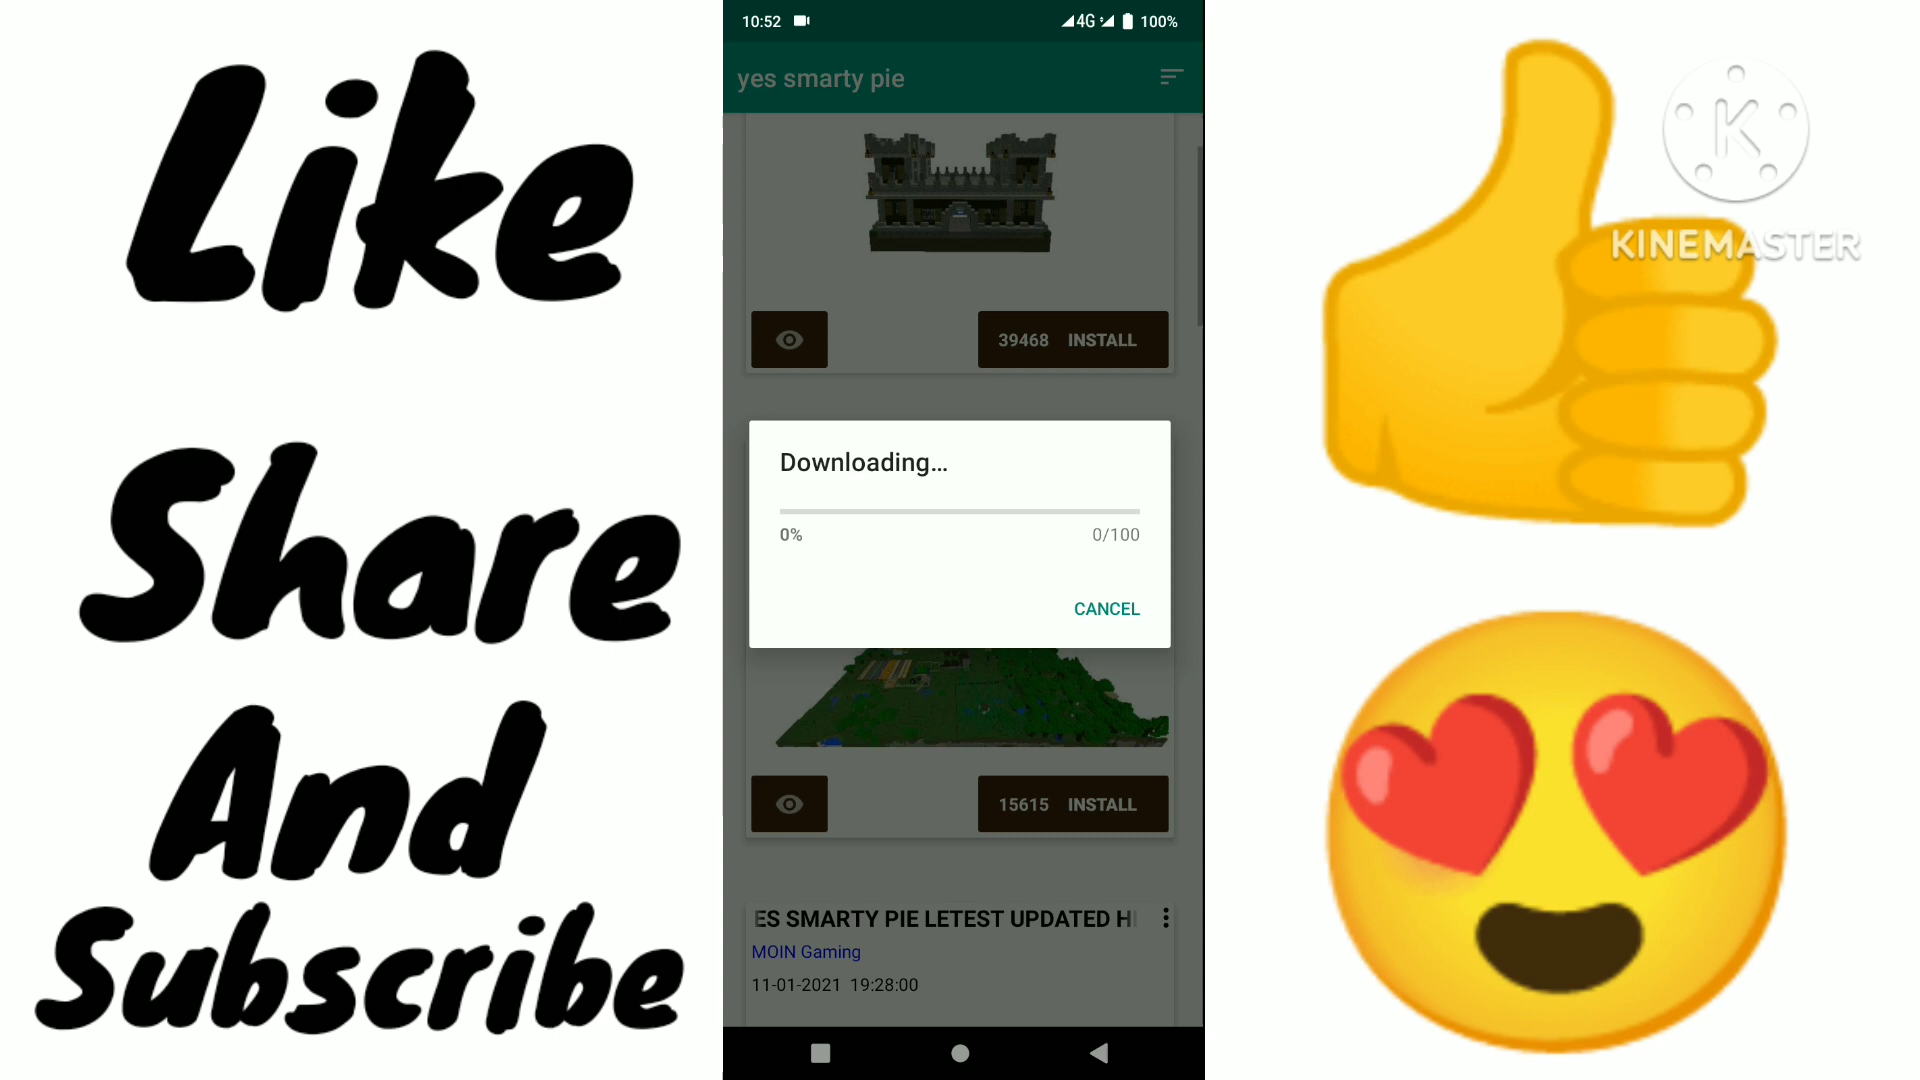 Like
Share
And
Subscribe
10:52
4G
100%
yes smarty pie
39468 INSTALL
Downloading...
0%
0/100
CANCEL
15615 INSTALL
ES SMARTY PIE LETEST UPDATED H
MOIN Gaming
11-01-2021 19:28:00
K
KINEMASTER